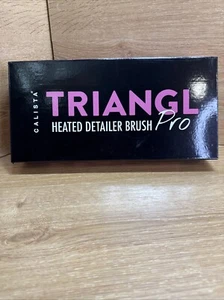 CALISTA
TRIANGL
HEATED DETAILER BRUSH Pro